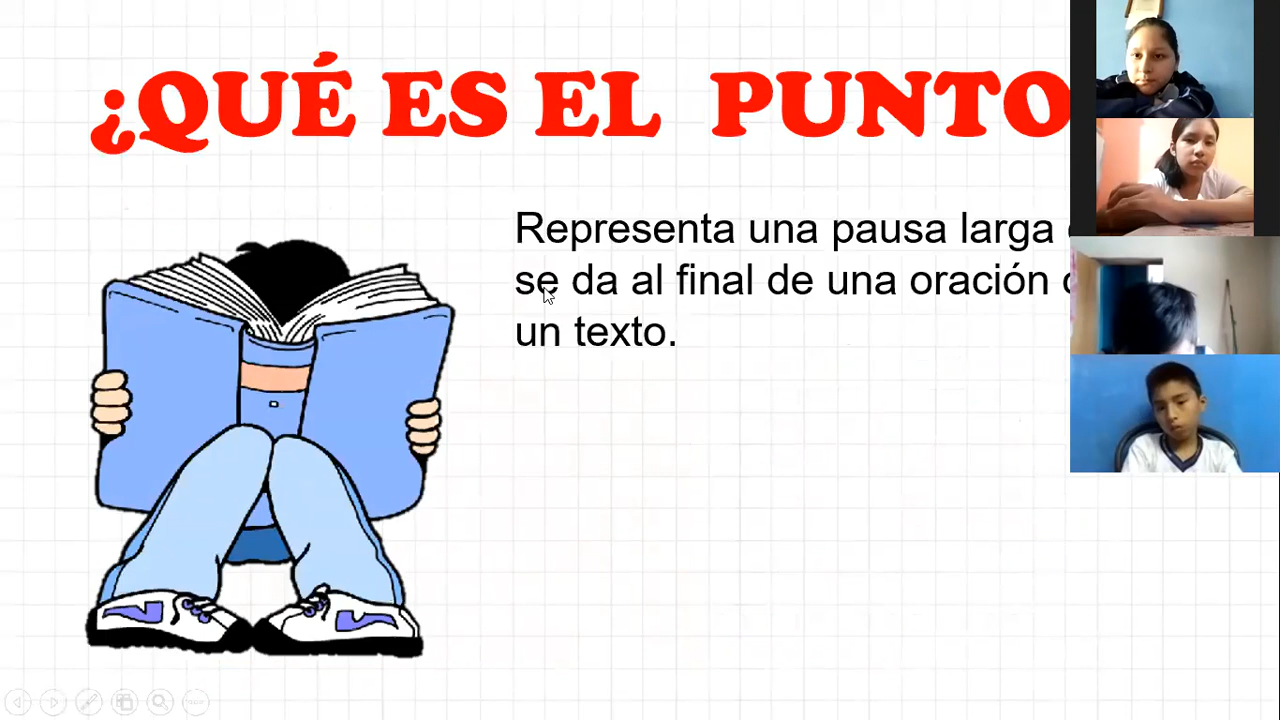 ¿QUÉ ES EL PUNTO
Representa una pausa larga
se da al final de una oración
un texto.